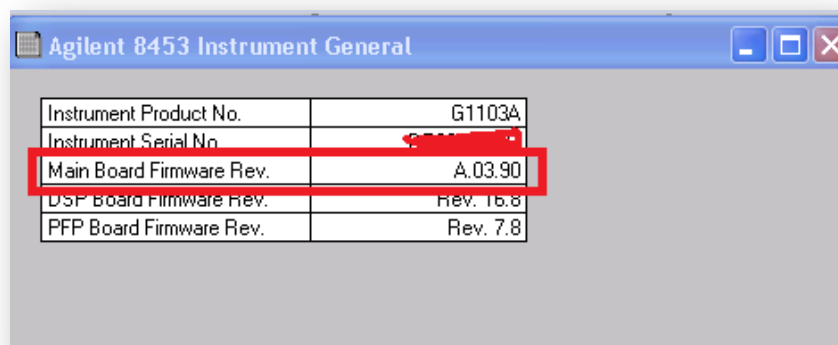 Agilent 8453 Instrument General
Instrument Product No. G1103A
Instrument Serial No
Main Board Firmware Rev. A.03.90
DSP Board Firmware Rev. Rev. 16.8
PFP Board Firmware Rev. Rev. 7.8